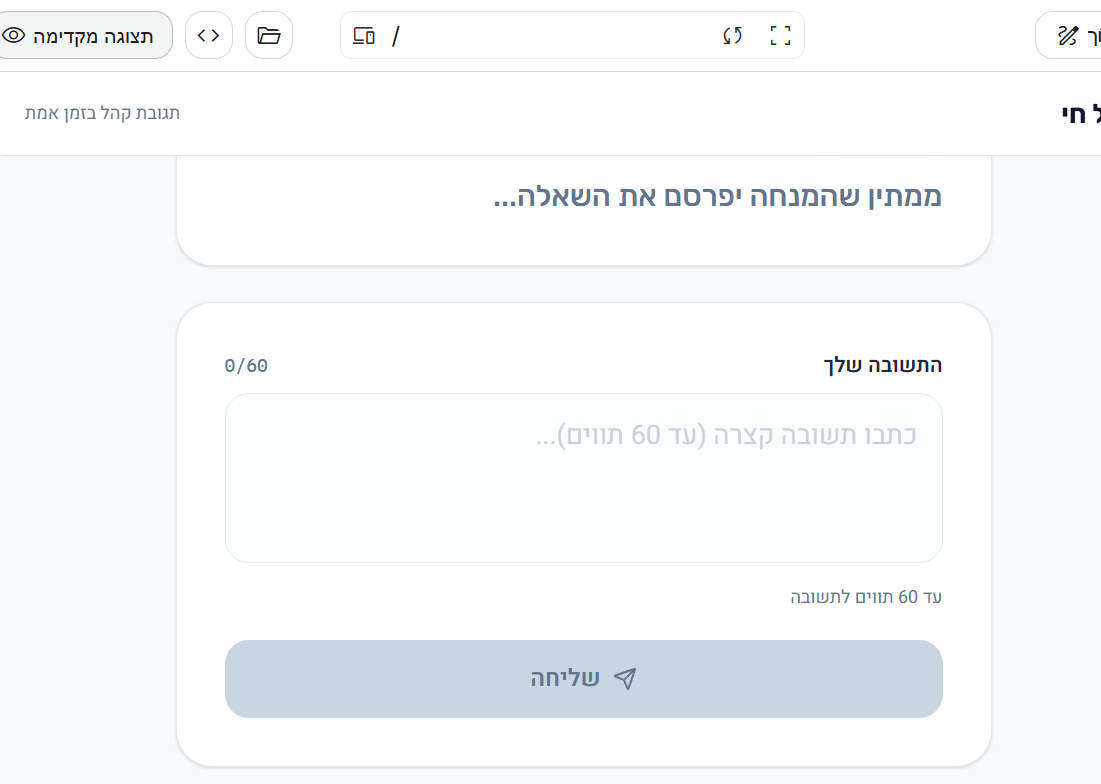 תצוגה מקדימה
/
ל חי
תגובת קהל בזמן אמת
ממתין שהמנחה יפרסם את השאלה...
התשובה שלך
0/60
כתבו תשובה קצרה (עד 60 תווים)...
עד 60 תווים לתשובה
שליחה